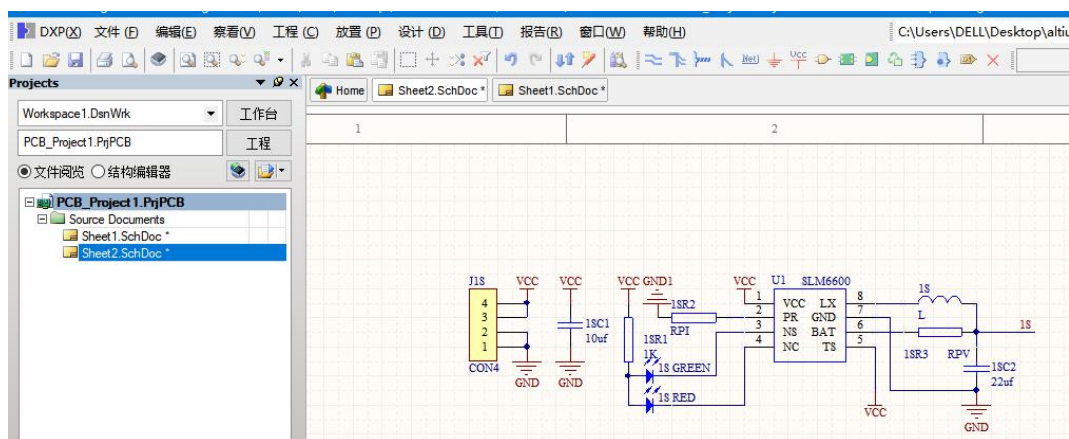 DXP(X) 文件 (F) 编辑(E) 察看(V) 工程 (C) 放置 (P) 设计 (D) 工具(T) 报告(R) 窗口(W) 帮助(H) C:\Users\DELL\Desktop\altiu
Net VCC
Projects
Home Sheet2.SchDoc * Sheet1.SchDoc *
Workspace1.DsnWrk 工作台
PCB_Project1.PrjPCB 工程
文件阅览 结构编辑器
PCB_Project1.PrjPCB
Source Documents
Sheet1.SchDoc *
Sheet2.SchDoc *
1 2
J1S VCC VCC VCC GND1 VCC U1 SLM6600
4
3
2
1
CON4
GND
1SC1
10uf
GND
1SR2
RPI
1SR1
1K
1S GREEN
1S RED
1 VCC LX 8
2 PR GND 7
3 NS BAT 6
4 NC TS 5
1S
L
1S
1SR3 RPV
1SC2
22uf
VCC
GND